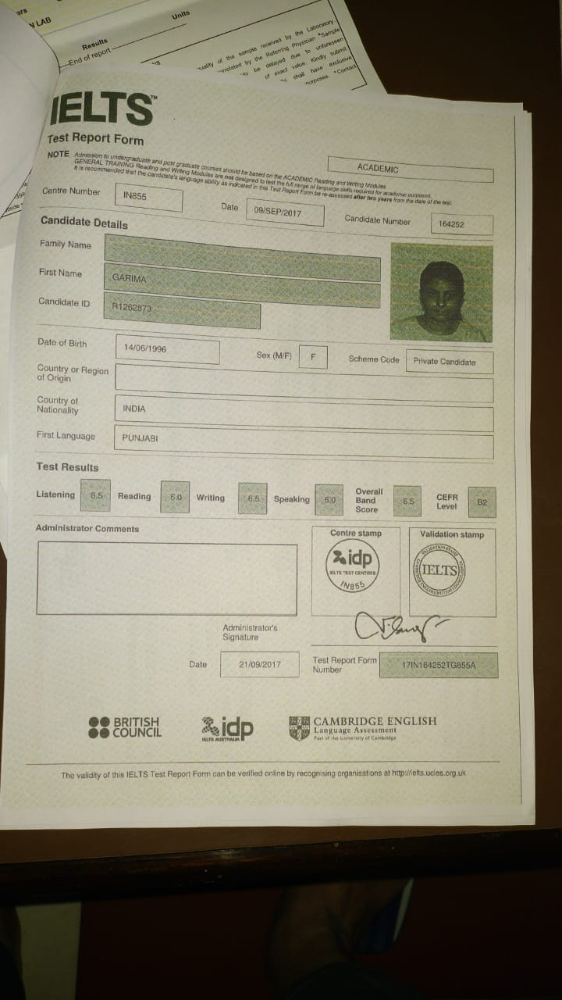 V LAB
Units
Results
End of report
quality of the sample received by the Laboratory
by the Referring Physician *Sample
be delayed due to unforeseen
of exact value. Kindly submit
shall have exclusive
purposes. *Contact
IELTS™
Test Report Form
NOTE Admission to undergraduate and post graduate courses should be based on the ACADEMIC Reading and Writing Modules.
GENERAL TRAINING Reading and Writing Modules are not designed to test the full range of language skills required for academic purposes.
It is recommended that the candidate's language ability as indicated in this Test Report Form be re-assessed after two years from the date of the test.
ACADEMIC
Centre Number IN855 Date 09/SEP/2017 Candidate Number 164252
Candidate Details
Family Name
First Name GARIMA
Candidate ID R1262873
Date of Birth 14/06/1996 Sex (M/F) F Scheme Code Private Candidate
Country or Region
of Origin
Country of
Nationality INDIA
First Language PUNJABI
Test Results
Listening 6.5 Reading 6.0 Writing 6.5 Speaking 6.0 Overall Band Score 6.5 CEFR Level B2
Administrator Comments
Centre stamp
idp
IELTS TEST CENTRES
IN855
Validation stamp
VALIDATION STAMP
IELTS
Administrator's
Signature
Date 21/09/2017
Test Report Form
Number 17IN164252TG855A
BRITISH
COUNCIL
idp
IELTS AUSTRALIA
CAMBRIDGE ENGLISH
Language Assessment
Part of the University of Cambridge
The validity of this IELTS Test Report Form can be verified online by recognising organisations at http://ielts.ucles.org.uk